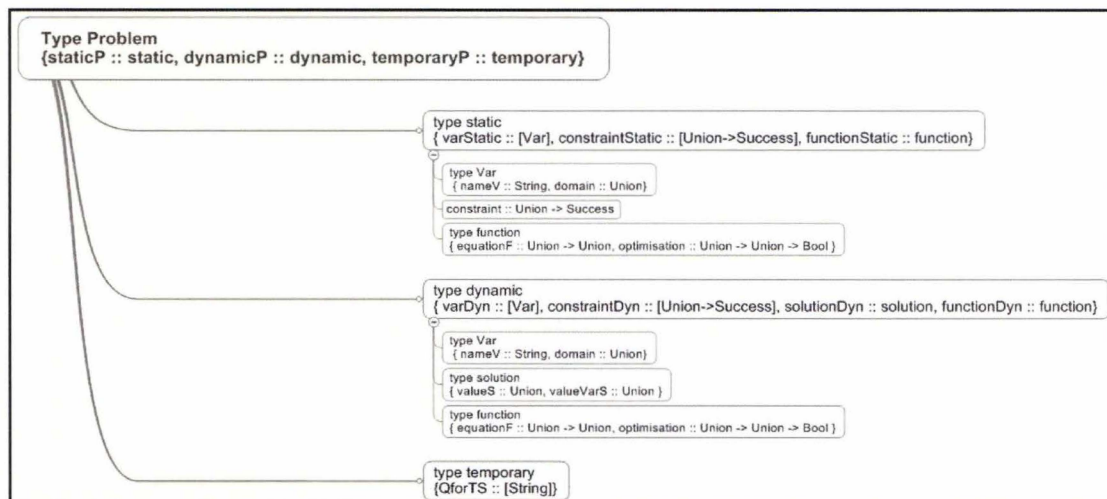 Type Problem
{staticP :: static, dynamicP :: dynamic, temporaryP :: temporary}
type static
{ varStatic :: [Var], constraintStatic :: [Union->Success], functionStatic :: function}
type Var
{ nameV :: String, domain :: Union}
constraint :: Union -> Success
type function
{ equationF :: Union -> Union, optimisation :: Union -> Union -> Bool }
type dynamic
{ varDyn :: [Var], constraintDyn :: [Union->Success], solutionDyn :: solution, functionDyn :: function}
type Var
{ nameV :: String, domain :: Union}
type solution
{ valueS :: Union, valueVarS :: Union }
type function
{ equationF :: Union -> Union, optimisation :: Union -> Union -> Bool }
type temporary
{QforTS :: [String]}